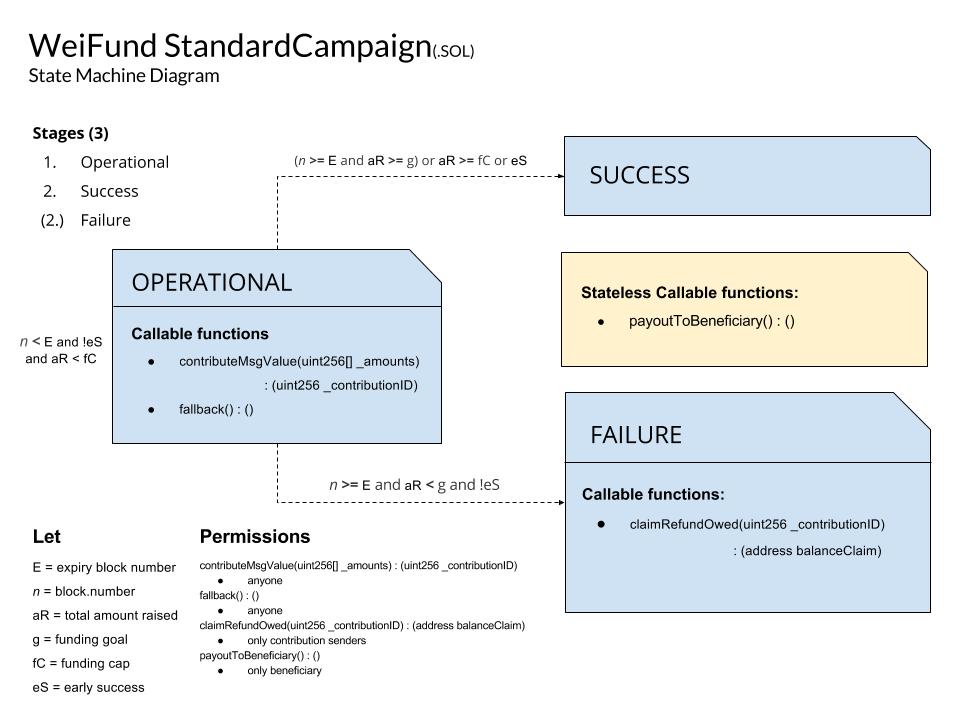 WeiFund StandardCampaign(.SOL)
State Machine Diagram
Stages (3)
1. Operational
2. Success
(2.) Failure
(n >= E and aR >= g) or aR >= fC or eS
SUCCESS
OPERATIONAL
Callable functions
● contributeMsgValue(uint256[] _amounts)
: (uint256 _contributionID)
● fallback() : ()
n < E and !eS
and aR < fC
Stateless Callable functions:
● payoutToBeneficiary() : ()
n >= E and aR < g and !eS
FAILURE
Callable functions:
● claimRefundOwed(uint256 _contributionID)
: (address balanceClaim)
Let
E = expiry block number
n = block.number
aR = total amount raised
g = funding goal
fC = funding cap
eS = early success
Permissions
contributeMsgValue(uint256[] _amounts) : (uint256 _contributionID)
● anyone
fallback() : ()
● anyone
claimRefundOwed(uint256 _contributionID) : (address balanceClaim)
● only contribution senders
payoutToBeneficiary() : ()
● only beneficiary